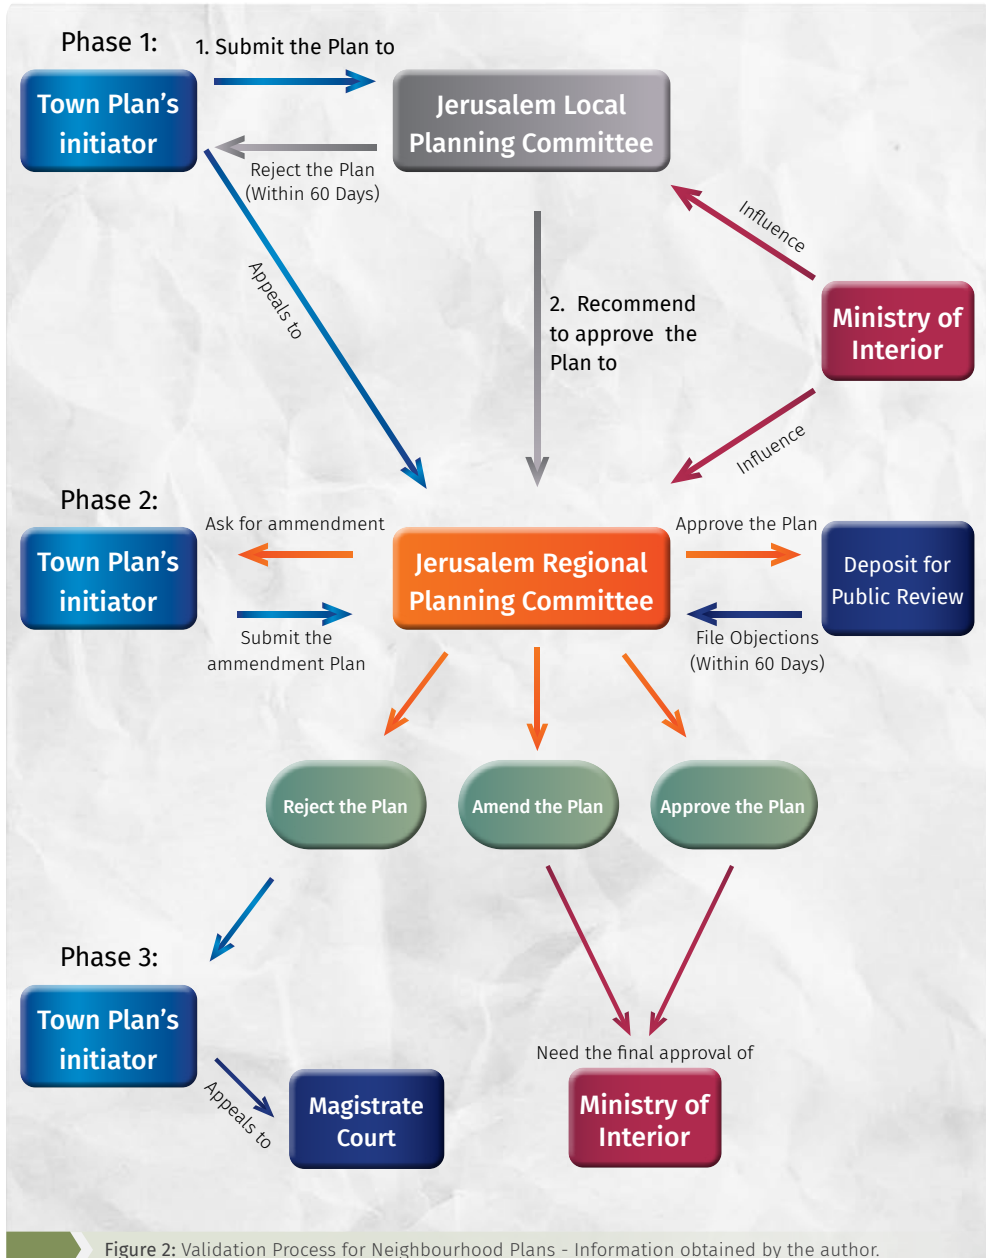 Phase 1:
1. Submit the Plan to
Town Plan's
initiator
Jerusalem Local
Planning Committee
Reject the Plan
(Within 60 Days)
Appeals to
Influence
2. Recommend
to approve the
Plan to
Ministry of
Interior
Influence
Phase 2:
Ask for ammendment
Approve the Plan
Town Plan's
initiator
Jerusalem Regional
Planning Committee
Deposit for
Public Review
Submit the
ammendment Plan
File Objections
(Within 60 Days)
Reject the Plan
Amend the Plan
Approve the Plan
Phase 3:
Town Plan's
initiator
Appeals to
Magistrate
Court
Need the final approval of
Ministry of
Interior
Figure 2: Validation Process for Neighbourhood Plans - Information obtained by the author.